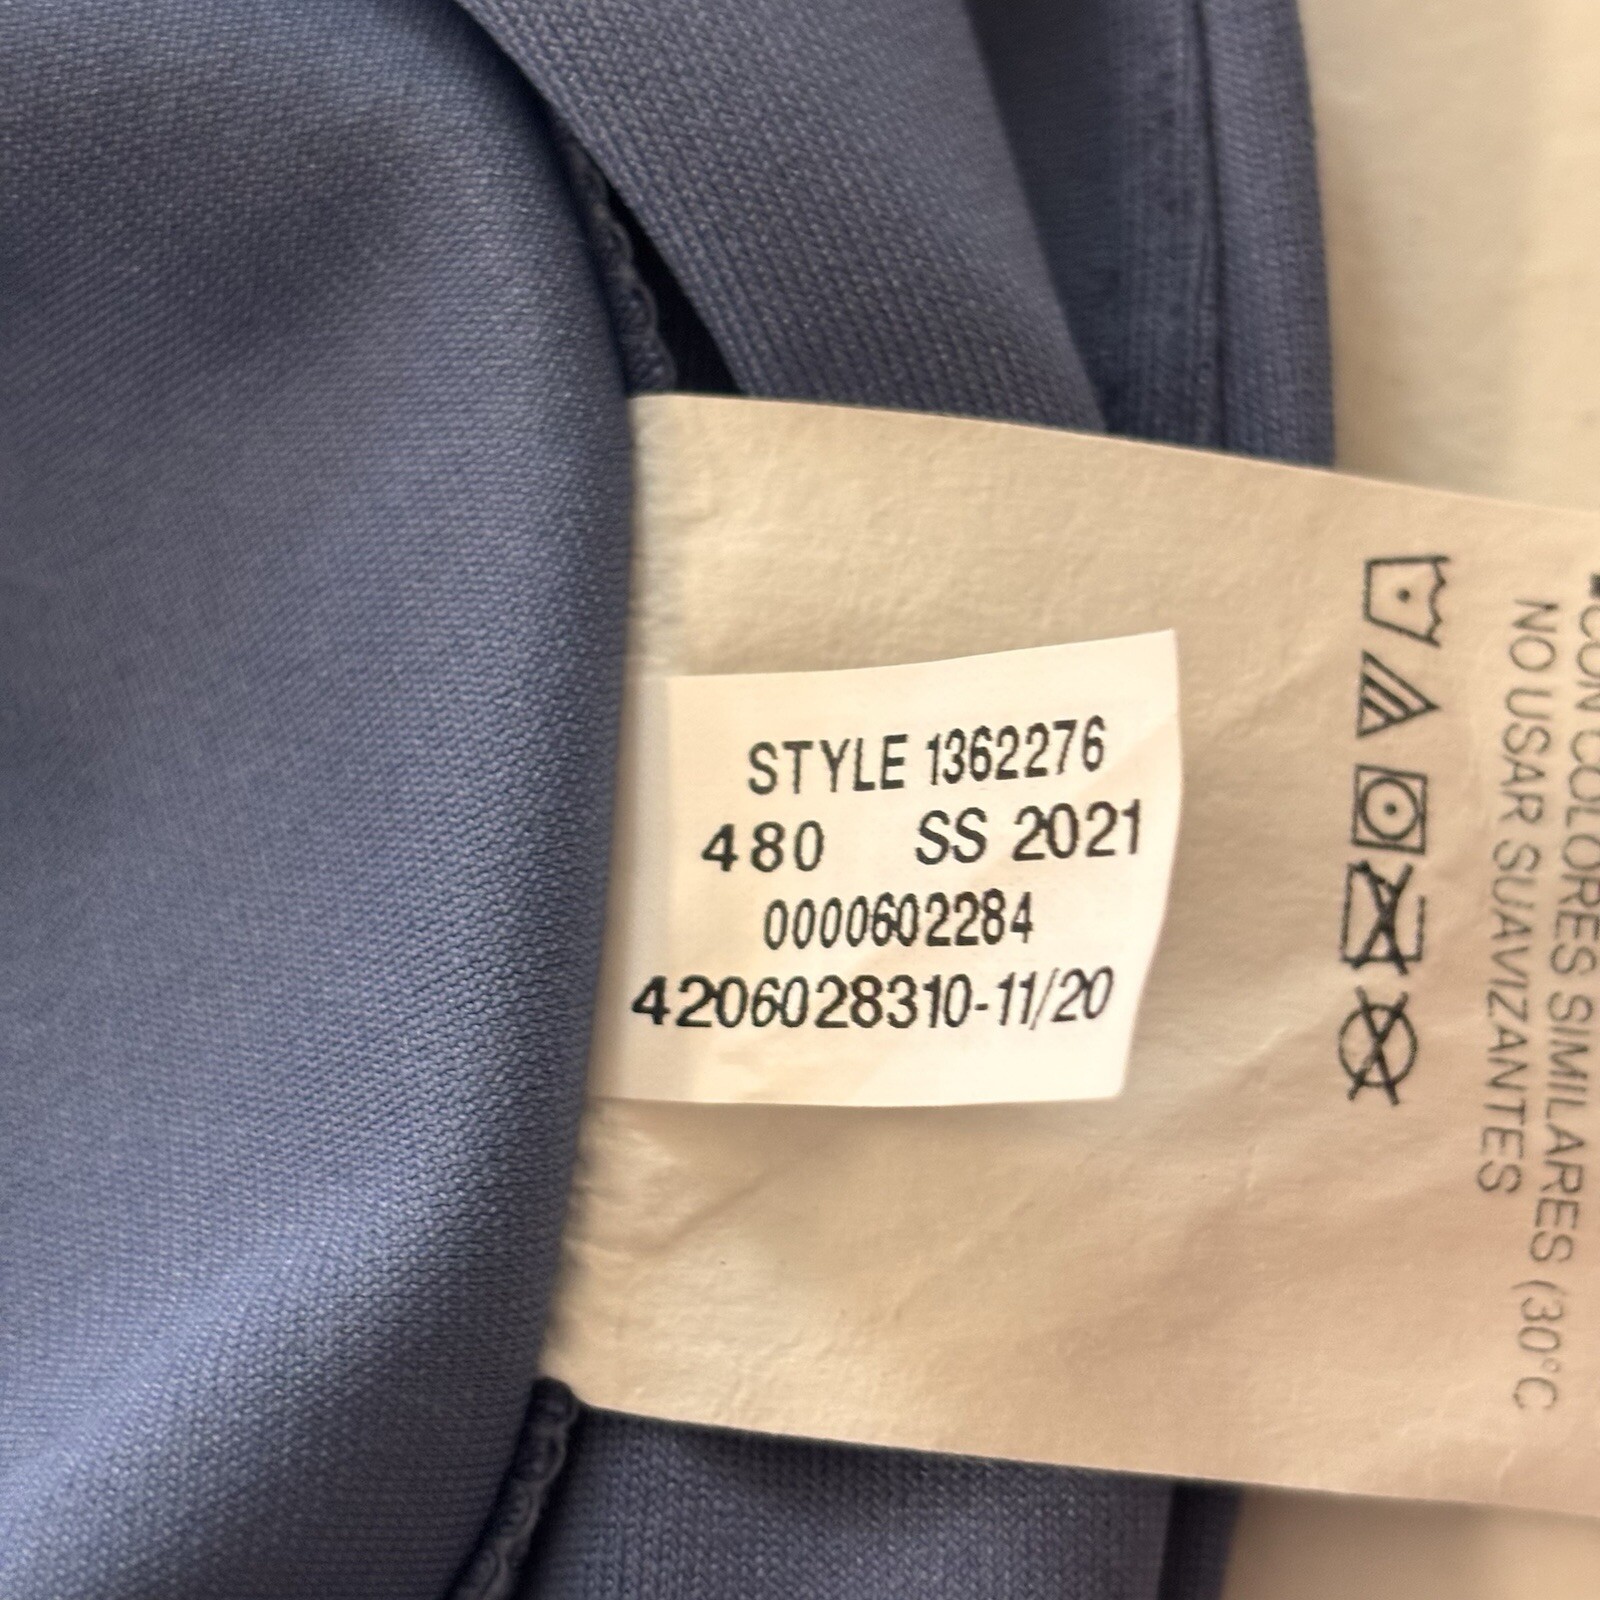 STYLE 1362276
480 SS 2021
0000602284
4206028310-11/20
CON COLORES SIMILARES (30°C
NO USAR SUAVIZANTES